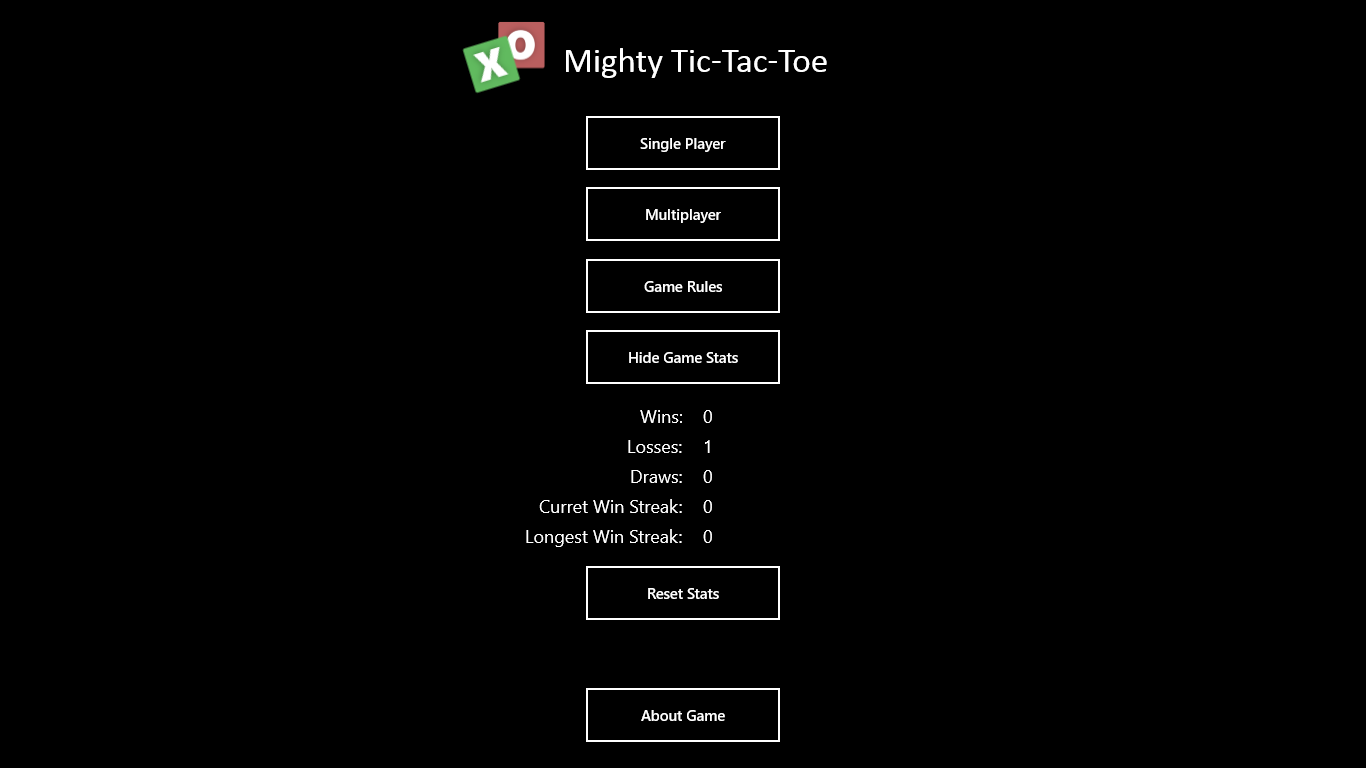 XO
Mighty Tic-Tac-Toe
Single Player
Multiplayer
Game Rules
Hide Game Stats
Wins: 0
Losses: 1
Draws: 0
Curret Win Streak: 0
Longest Win Streak: 0
Reset Stats
About Game